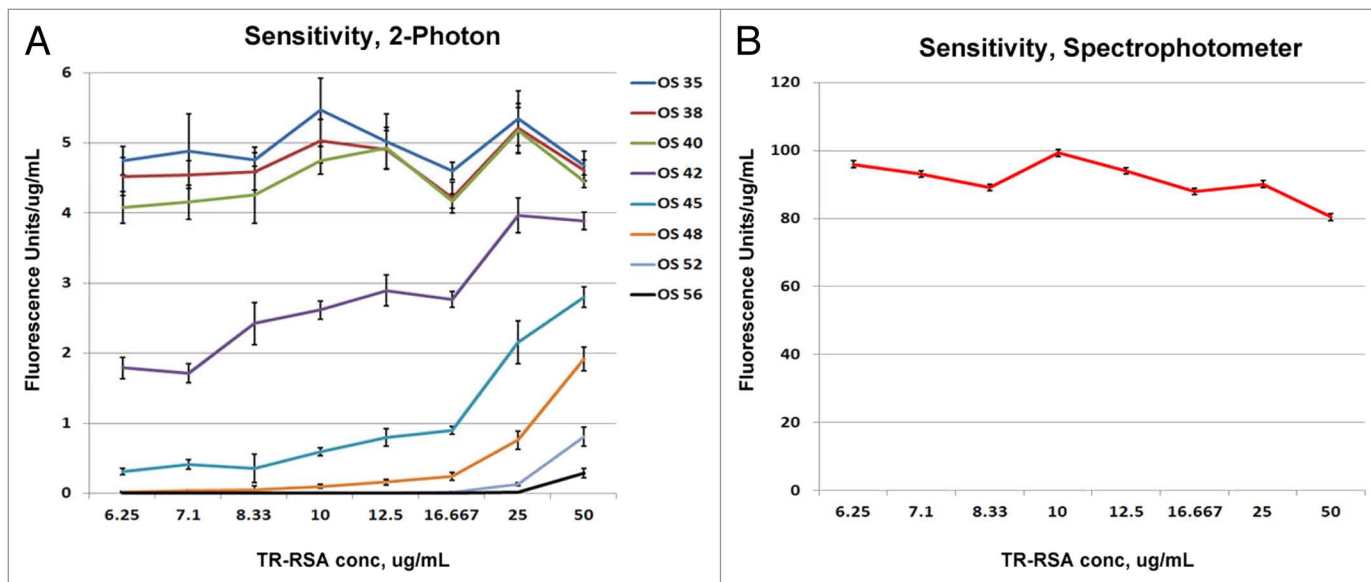 A
Sensitivity, 2-Photon
Fluorescence Units/ug/mL
6
5
4
3
2
1
0
6.25 7.1 8.33 10 12.5 16.667 25 50
TR-RSA conc, ug/mL
OS 35
OS 38
OS 40
OS 42
OS 45
OS 48
OS 52
OS 56
B
Sensitivity, Spectrophotometer
Fluorescence Units/ug/mL
120
100
80
60
40
20
0
6.25 7.1 8.33 10 12.5 16.667 25 50
TR-RSA conc, ug/mL